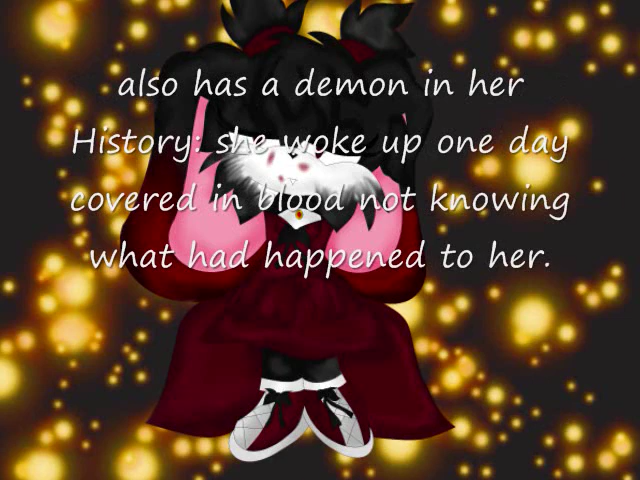 also has a demon in her
History: she woke up one day
covered in blood not knowing
what had happened to her.